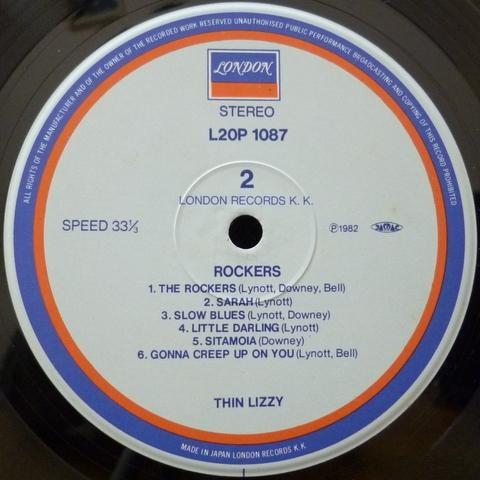 ALL RIGHTS OF THE MANUFACTURER AND OF THE OWNER OF THE RECORDED WORK RESERVED UNAUTHORISED PUBLIC PERFORMANCE BROADCASTING AND COPYING OF THIS RECORD PROHIBITED
LONDON
STEREO
L20P 1087
2
LONDON RECORDS K. K.
SPEED 33⅓
Ⓟ1982
JASRAC
ROCKERS
1. THE ROCKERS (Lynott, Downey, Bell)
2. SARAH (Lynott)
3. SLOW BLUES (Lynott, Downey)
4. LITTLE DARLING (Lynott)
5. SITAMOIA (Downey)
6. GONNA CREEP UP ON YOU (Lynott, Bell)
THIN LIZZY
MADE IN JAPAN LONDON RECORDS K.K.